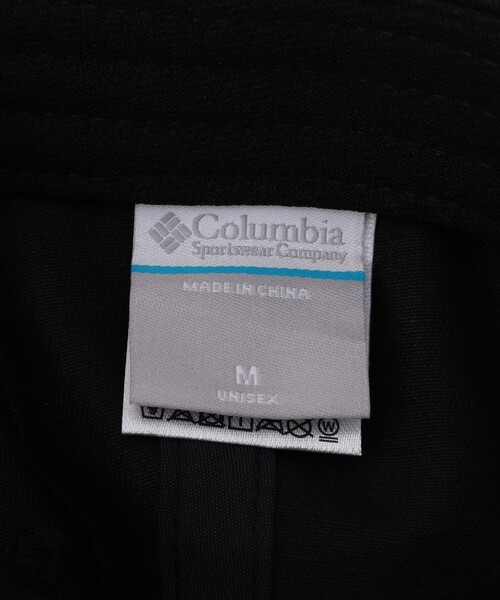 Columbia
Sportswear Company
MADE IN CHINA
M
UNISEX
W